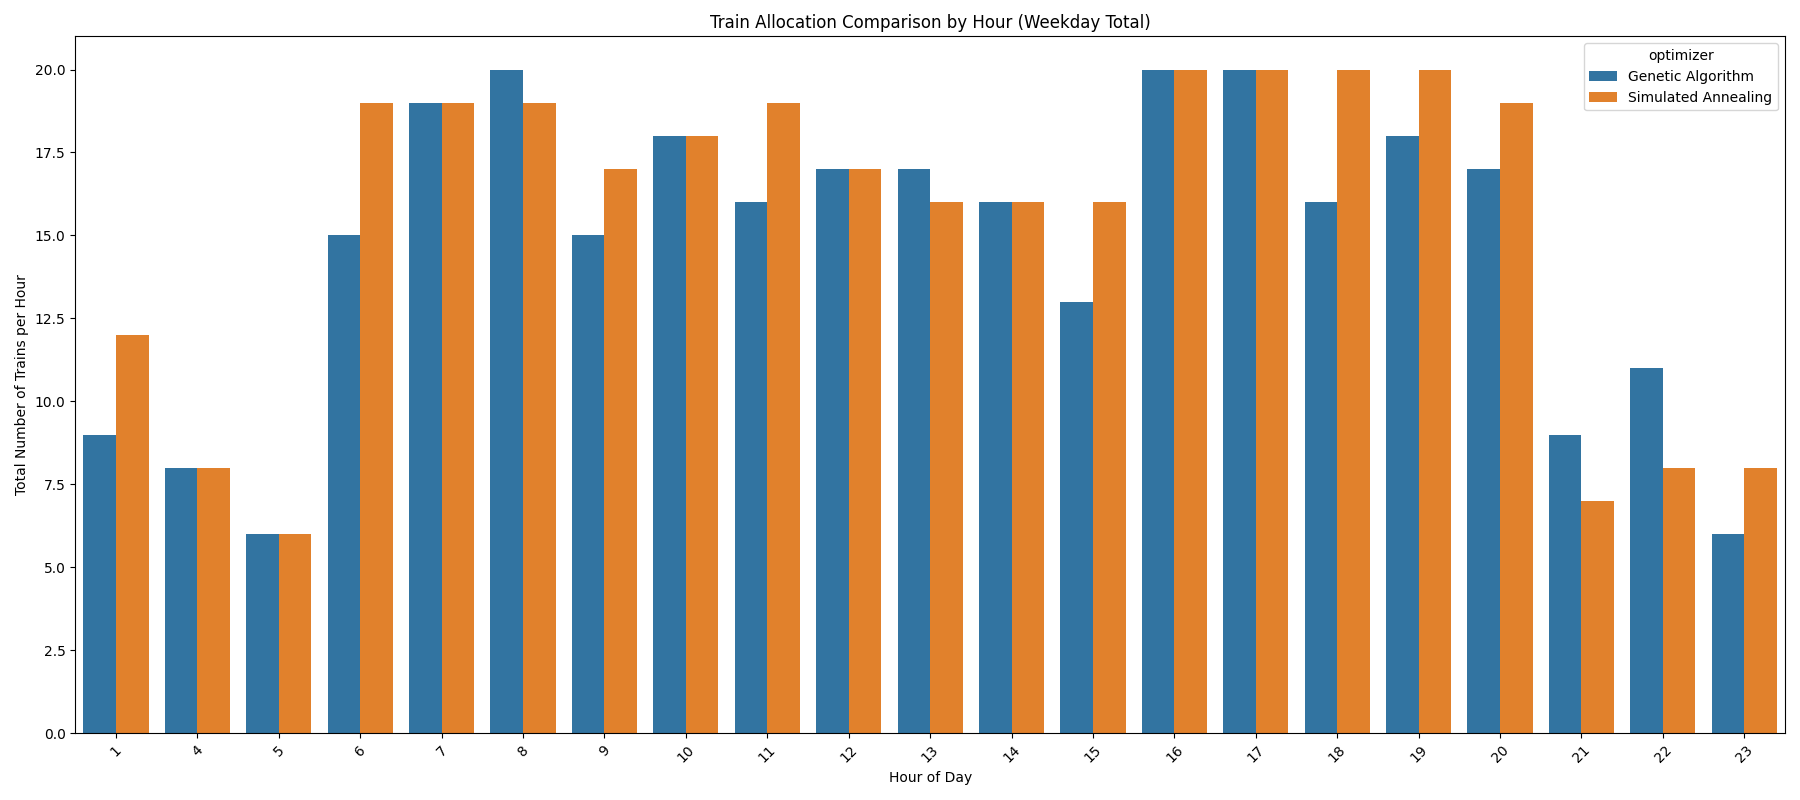 Train Allocation Comparison by Hour (Weekday Total)
optimizer
Genetic Algorithm
Simulated Annealing
Total Number of Trains per Hour
20.0
17.5
15.0
12.5
10.0
7.5
5.0
2.5
0.0
1 4 5 6 7 8 9 10 11 12 13 14 15 16 17 18 19 20 21 22 23
Hour of Day